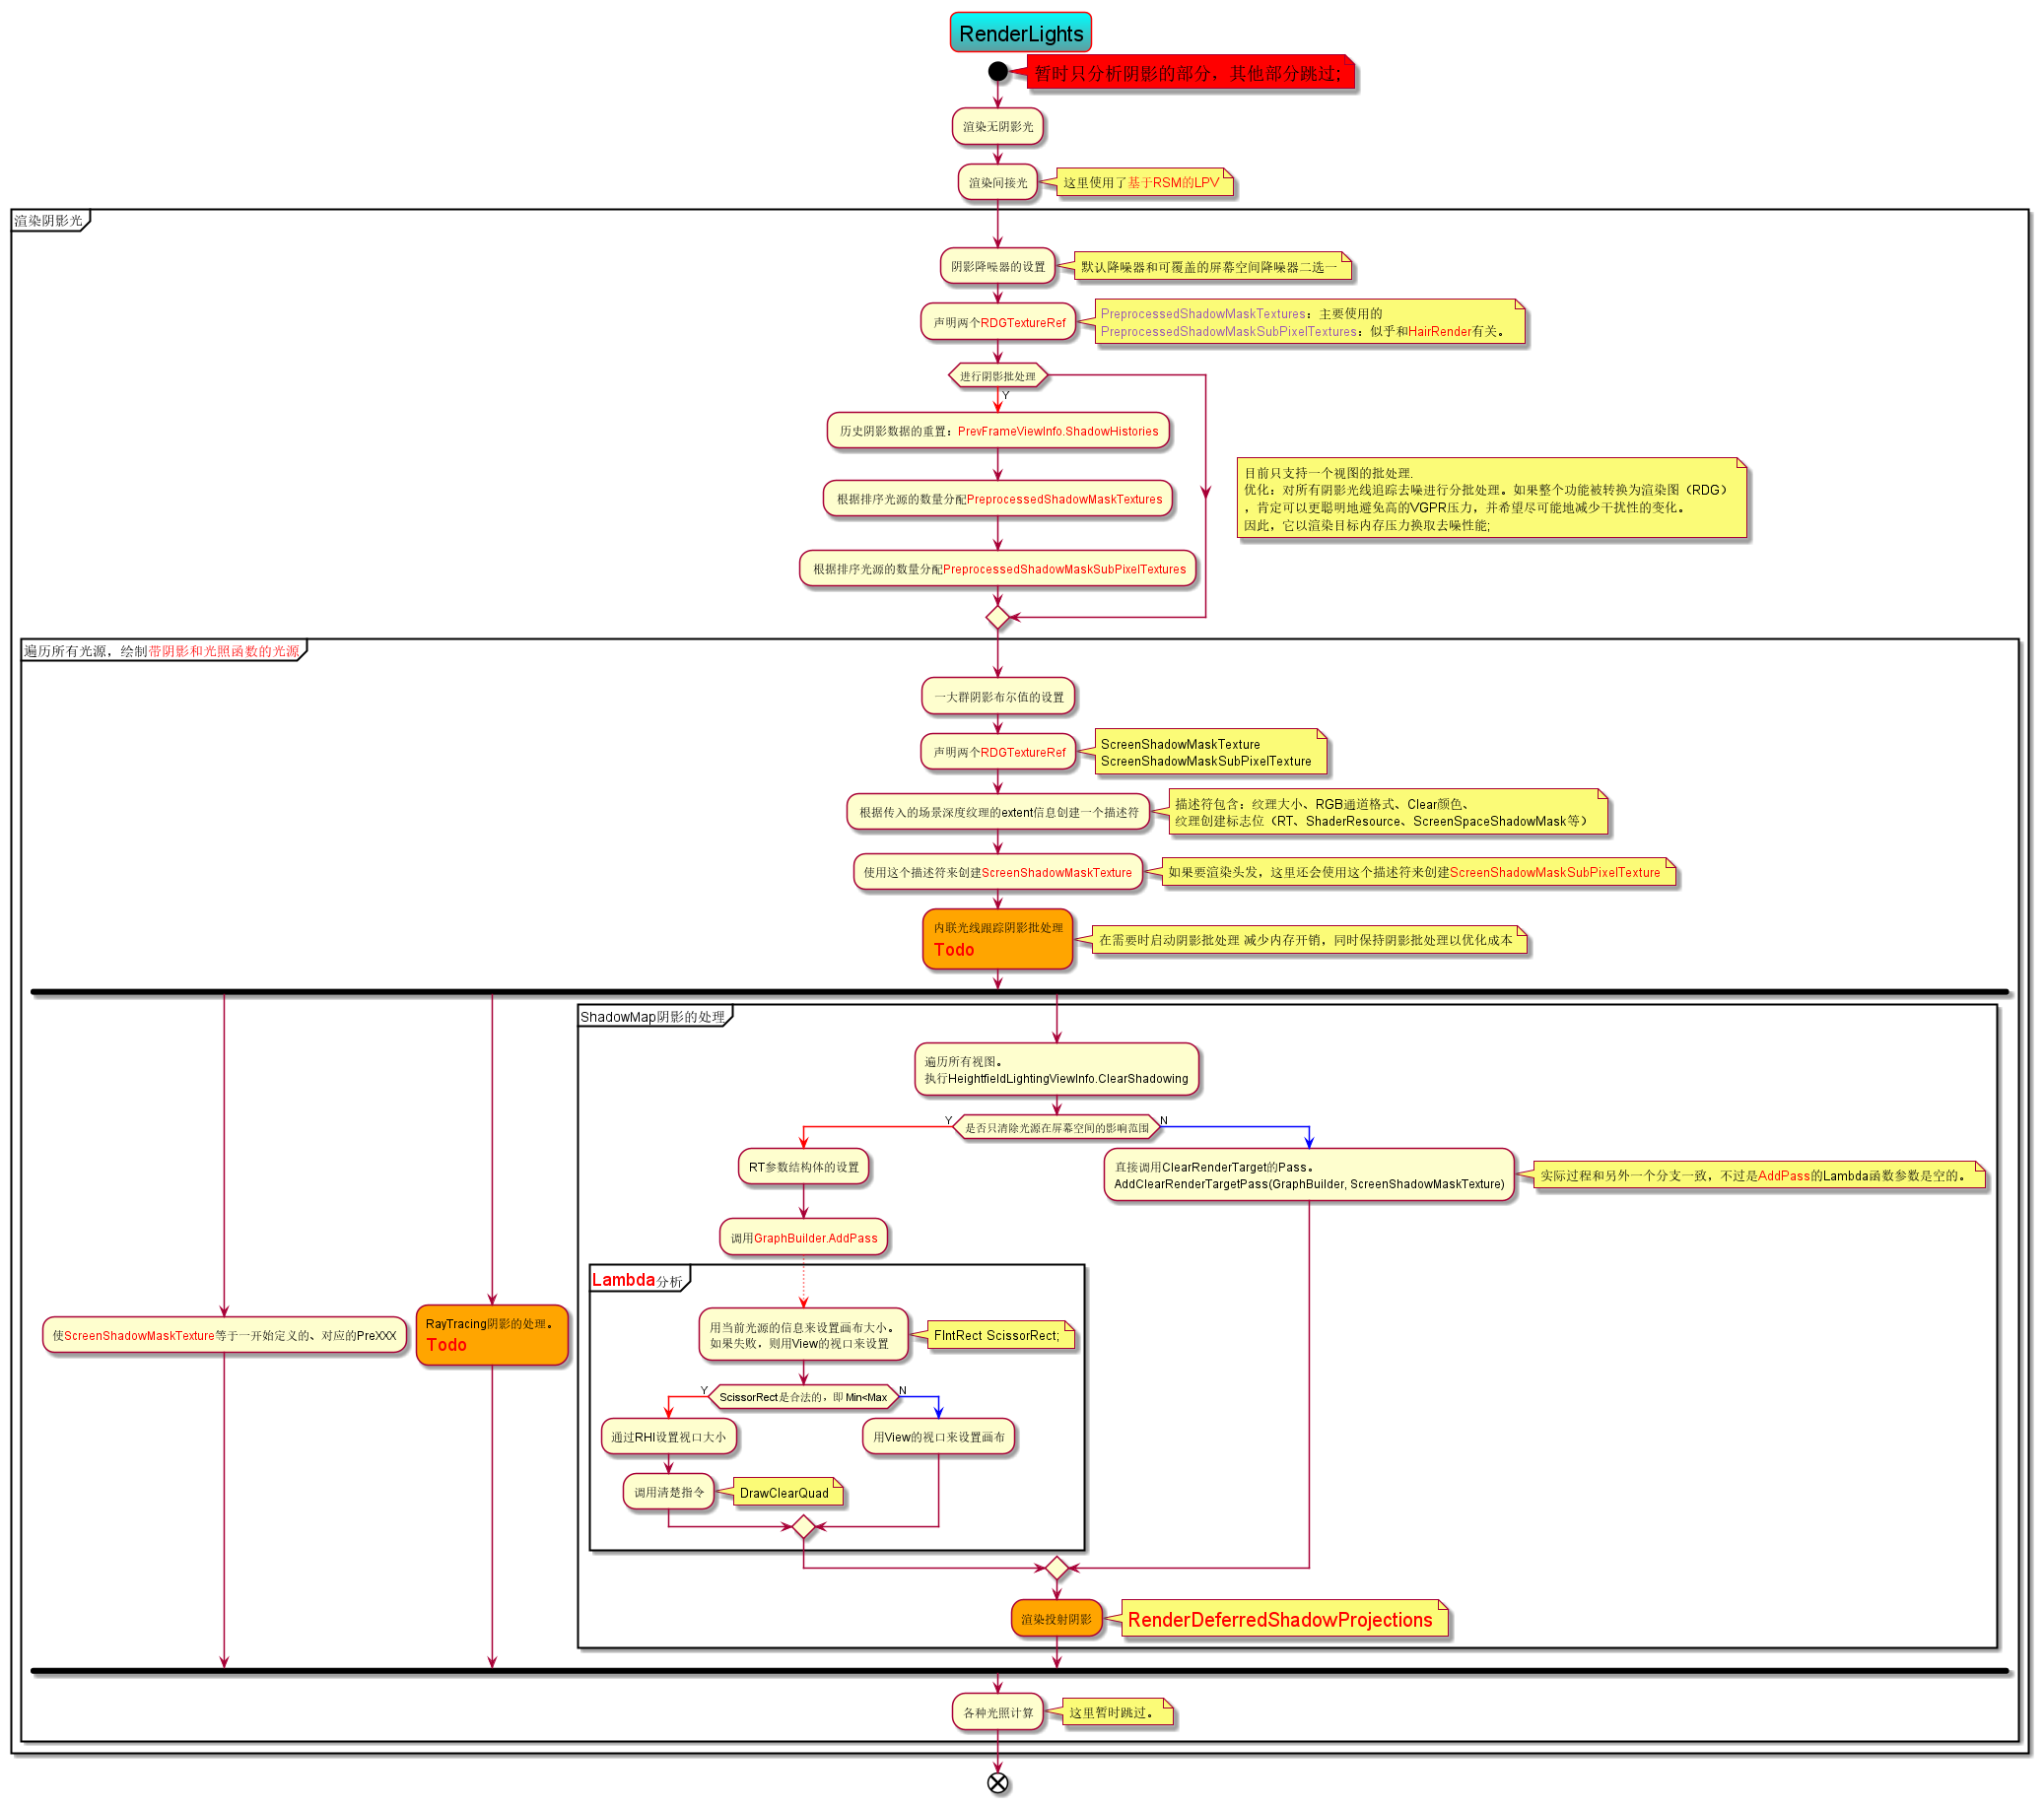 RenderLights
暂时只分析阴影的部分，其他部分跳过;
渲染无阴影光
渲染间接光
这里使用了基于RSM的LPV
渲染阴影光
阴影降噪器的设置
默认降噪器和可覆盖的屏幕空间降噪器二选一
声明两个RDGTextureRef
PreprocessedShadowMaskTextures：主要使用的
PreprocessedShadowMaskSubPixelTextures：似乎和HairRender有关。
进行阴影批处理
Y
历史阴影数据的重置：PrevFrameViewInfo.ShadowHistories
根据排序光源的数量分配PreprocessedShadowMaskTextures
根据排序光源的数量分配PreprocessedShadowMaskSubPixelTextures
目前只支持一个视图的批处理.
优化：对所有阴影光线追踪去噪进行分批处理。如果整个功能被转换为渲染图（RDG）
，肯定可以更聪明地避免高的VGPR压力，并希望尽可能地减少干扰性的变化。
因此，它以渲染目标内存压力换取去噪性能;
遍历所有光源，绘制带阴影和光照函数的光源
一大群阴影布尔值的设置
声明两个RDGTextureRef
ScreenShadowMaskTexture
ScreenShadowMaskSubPixelTexture
根据传入的场景深度纹理的extent信息创建一个描述符
描述符包含：纹理大小、RGB通道格式、Clear颜色、
纹理创建标志位（RT、ShaderResource、ScreenSpaceShadowMask等）
使用这个描述符来创建ScreenShadowMaskTexture
如果要渲染头发，这里还会使用这个描述符来创建ScreenShadowMaskSubPixelTexture
内联光线跟踪阴影批处理
Todo
在需要时启动阴影批处理 减少内存开销，同时保持阴影批处理以优化成本
使ScreenShadowMaskTexture等于一开始定义的、对应的PreXXX
RayTracing阴影的处理。
Todo
ShadowMap阴影的处理
遍历所有视图。
执行HeightfieldLightingViewInfo.ClearShadowing
是否只清除光源在屏幕空间的影响范围
Y
N
RT参数结构体的设置
调用GraphBuilder.AddPass
直接调用ClearRenderTarget的Pass。
AddClearRenderTargetPass(GraphBuilder, ScreenShadowMaskTexture)
实际过程和另外一个分支一致，不过是AddPass的Lambda函数参数是空的。
Lambda分析
用当前光源的信息来设置画布大小。
如果失败，则用View的视口来设置
FIntRect ScissorRect;
ScissorRect是合法的，即 Min<Max
Y
N
通过RHI设置视口大小
调用清楚指令
DrawClearQuad
用View的视口来设置画布
渲染投射阴影
RenderDeferredShadowProjections
各种光照计算
这里暂时跳过。